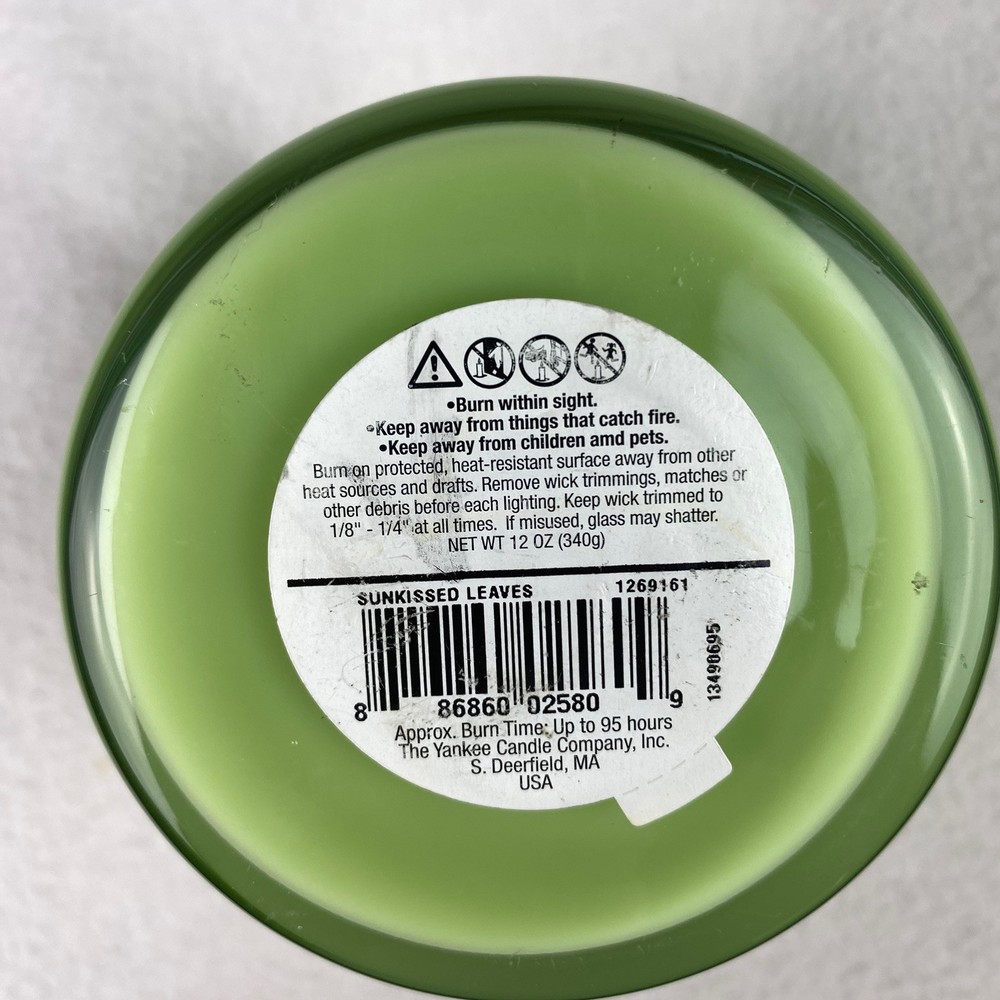 •Burn within sight.
•Keep away from things that catch fire.
•Keep away from children amd pets.
Burn on protected, heat-resistant surface away from other
heat sources and drafts. Remove wick trimmings, matches or
other debris before each lighting. Keep wick trimmed to
1/8" - 1/4" at all times. If misused, glass may shatter.
NET WT 12 OZ (340g)
SUNKISSED LEAVES 1269161
13490695
8 86860 02580 9
Approx. Burn Time: Up to 95 hours
The Yankee Candle Company, Inc.
S. Deerfield, MA
USA